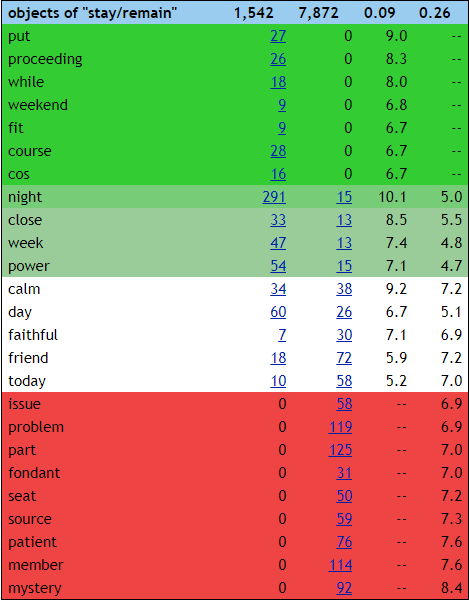 objects of "stay/remain" 1,542 7,872 0.09 0.26
put 27 0 9.0 --
proceeding 26 0 8.3 --
while 18 0 8.0 --
weekend 9 0 6.8 --
fit 9 0 6.7 --
course 28 0 6.7 --
cos 16 0 6.7 --
night 291 15 10.1 5.0
close 33 13 8.5 5.5
week 47 13 7.4 4.8
power 54 15 7.1 4.7
calm 34 38 9.2 7.2
day 60 26 6.7 5.1
faithful 7 30 7.1 6.9
friend 18 72 5.9 7.2
today 10 58 5.2 7.0
issue 0 58 -- 6.9
problem 0 119 -- 6.9
part 0 125 -- 7.0
fondant 0 31 -- 7.0
seat 0 50 -- 7.2
source 0 59 -- 7.3
patient 0 76 -- 7.6
member 0 114 -- 7.6
mystery 0 92 -- 8.4